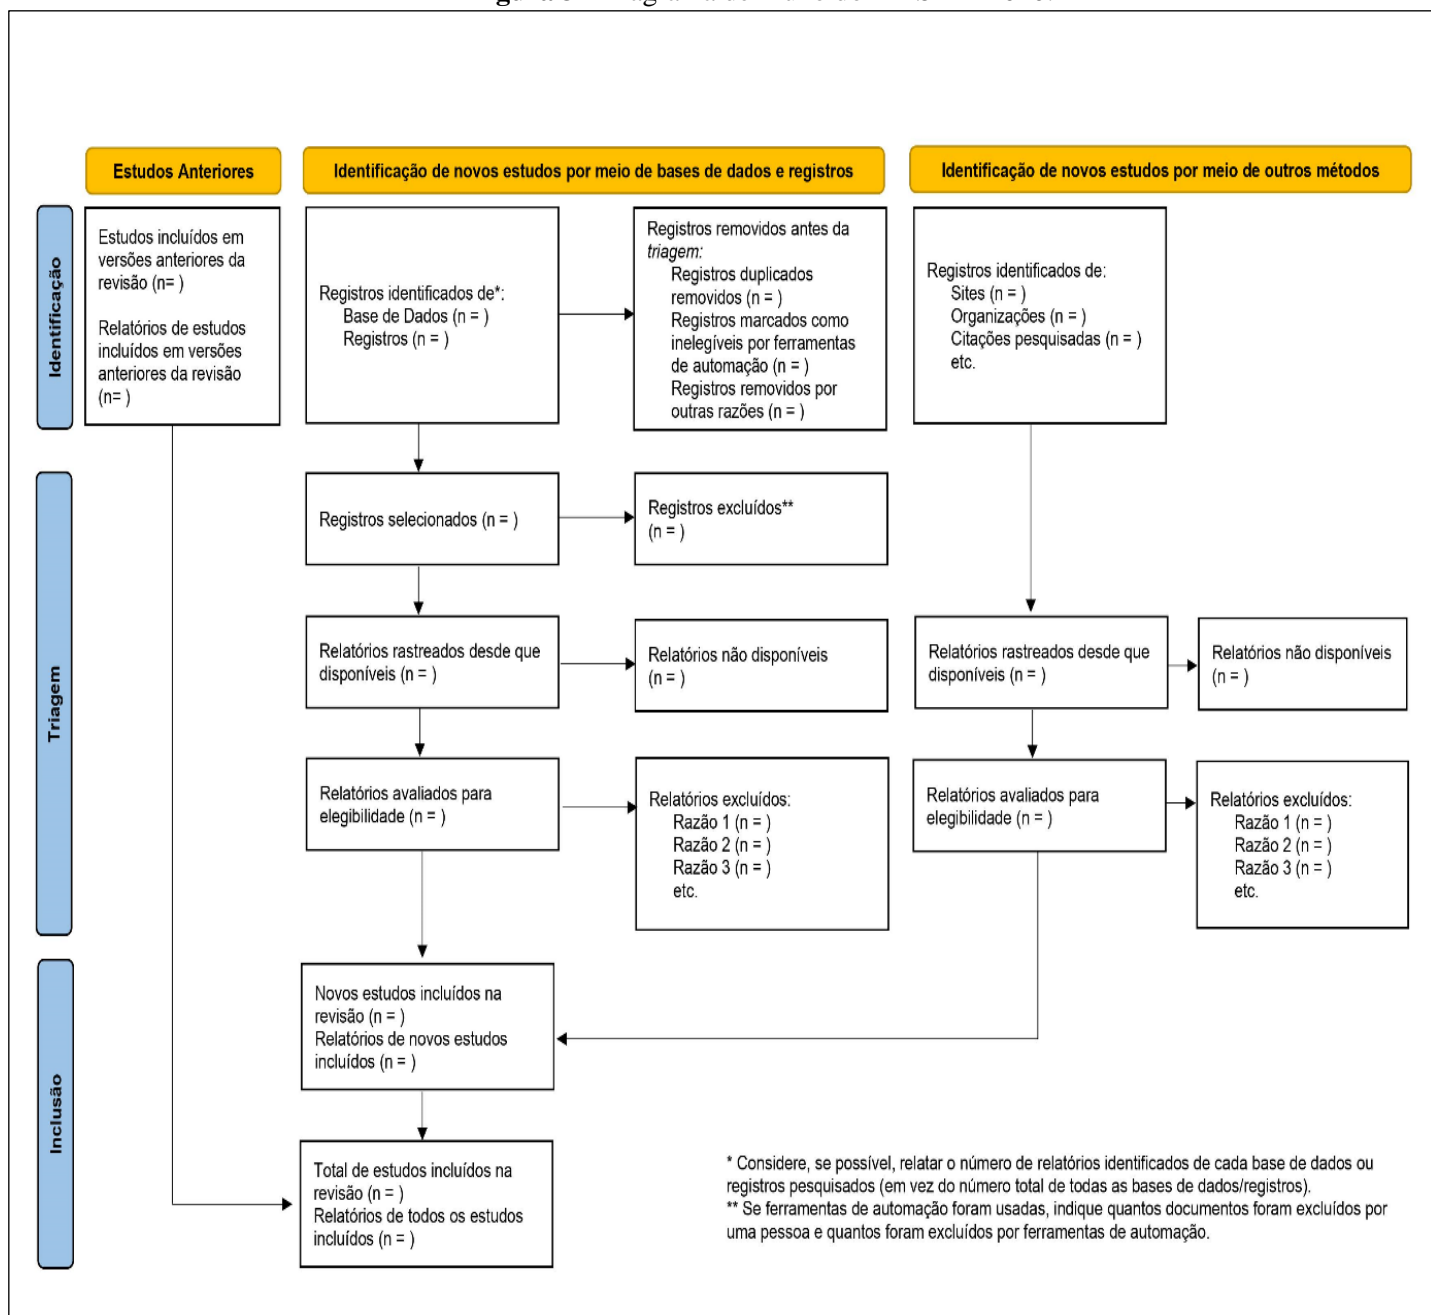 Estudos Anteriores
Identificação de novos estudos por meio de bases de dados e registros
Identificação de novos estudos por meio de outros métodos
Identificação
Estudos incluídos em
versões anteriores da
revisão (n= )
Relatórios de estudos
incluídos em versões
anteriores da revisão
(n= )
Registros identificados de*:
Base de Dados (n = )
Registros (n = )
Registros removidos antes da
triagem:
Registros duplicados
removidos (n = )
Registros marcados como
inelegíveis por ferramentas
de automação (n = )
Registros removidos por
outras razões (n = )
Registros identificados de:
Sites (n = )
Organizações (n = )
Citações pesquisadas (n = )
etc.
Triagem
Registros selecionados (n = )
Registros excluídos**
(n = )
Relatórios rastreados desde que
disponíveis (n = )
Relatórios não disponíveis
(n = )
Relatórios rastreados desde que
disponíveis (n = )
Relatórios não disponíveis
(n = )
Relatórios avaliados para
elegibilidade (n = )
Relatórios excluídos:
Razão 1 (n = )
Razão 2 (n = )
Razão 3 (n = )
etc.
Relatórios avaliados para
elegibilidade (n = )
Relatórios excluídos:
Razão 1 (n = )
Razão 2 (n = )
Razão 3 (n = )
etc.
Inclusão
Novos estudos incluídos na
revisão (n = )
Relatórios de novos estudos
incluídos (n = )
Total de estudos incluídos na
revisão (n = )
Relatórios de todos os estudos
incluídos (n = )
* Considere, se possível, relatar o número de relatórios identificados de cada base de dados ou
registros pesquisados (em vez do número total de todas as bases de dados/registros).
** Se ferramentas de automação foram usadas, indique quantos documentos foram excluídos por
uma pessoa e quantos foram excluídos por ferramentas de automação.